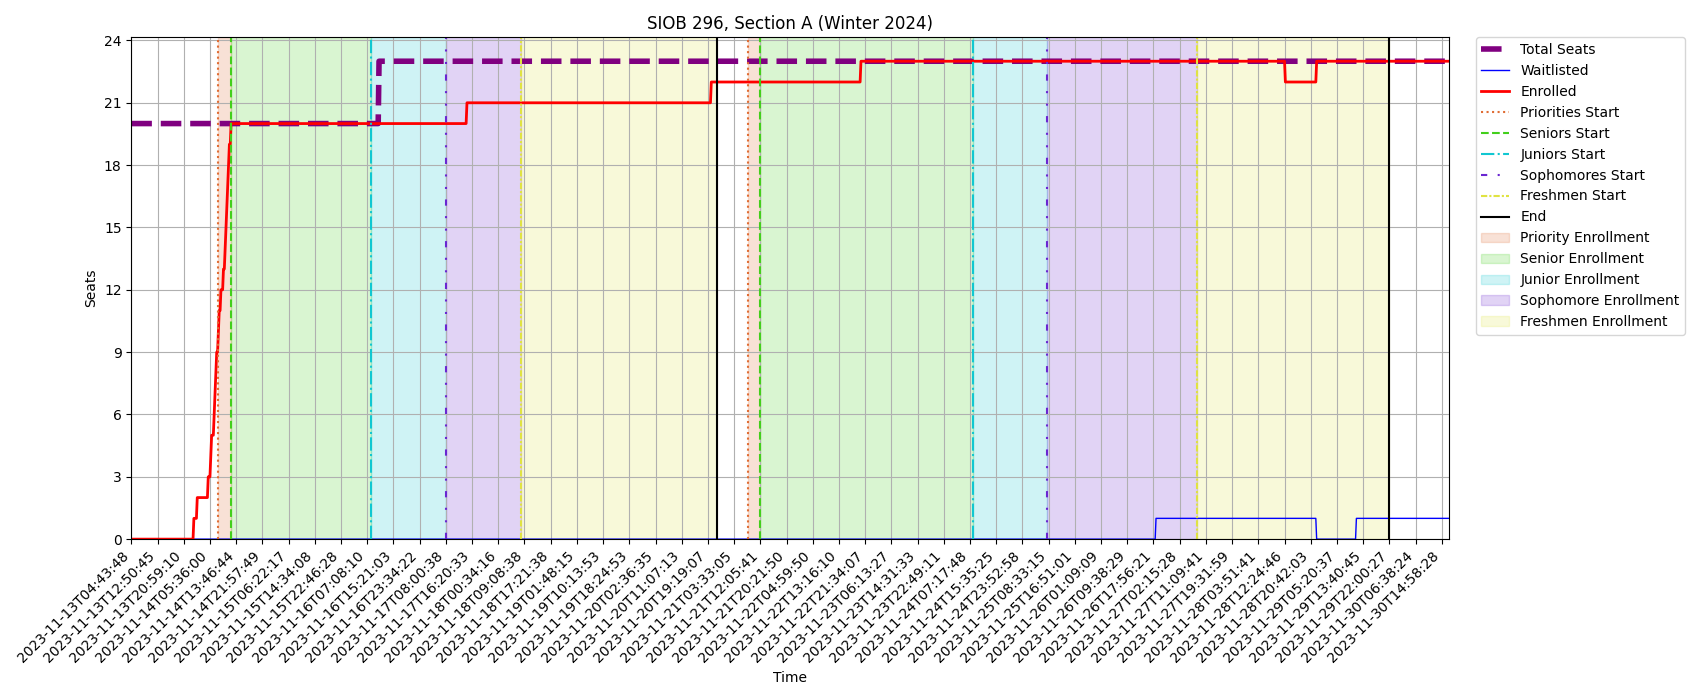 SIOB 296, Section A (Winter 2024)
Seats
24
21
18
15
12
9
6
3
0
2023-11-13T04:43:48
2023-11-13T12:50:45
2023-11-13T20:59:10
2023-11-14T05:36:00
2023-11-14T13:46:44
2023-11-14T21:57:49
2023-11-15T06:22:17
2023-11-15T14:34:08
2023-11-15T22:46:28
2023-11-16T07:08:10
2023-11-16T15:21:03
2023-11-16T23:34:22
2023-11-17T08:00:38
2023-11-17T16:20:33
2023-11-18T00:34:16
2023-11-18T09:08:38
2023-11-18T17:21:38
2023-11-19T01:48:15
2023-11-19T10:13:53
2023-11-19T18:24:53
2023-11-20T02:36:35
2023-11-20T11:07:13
2023-11-20T19:19:07
2023-11-21T03:33:05
2023-11-21T12:05:41
2023-11-21T20:21:50
2023-11-22T04:59:50
2023-11-22T13:16:10
2023-11-22T21:34:07
2023-11-23T06:13:27
2023-11-23T14:31:33
2023-11-23T22:49:11
2023-11-24T07:17:48
2023-11-24T15:35:25
2023-11-24T23:52:58
2023-11-25T08:33:15
2023-11-25T16:51:01
2023-11-26T01:09:09
2023-11-26T09:38:29
2023-11-26T17:56:21
2023-11-27T02:15:28
2023-11-27T11:09:41
2023-11-27T19:31:59
2023-11-28T03:51:41
2023-11-28T12:24:46
2023-11-28T20:42:03
2023-11-29T05:20:37
2023-11-29T13:40:45
2023-11-29T22:00:27
2023-11-30T06:38:24
2023-11-30T14:58:28
Time
Total Seats
Waitlisted
Enrolled
Priorities Start
Seniors Start
Juniors Start
Sophomores Start
Freshmen Start
End
Priority Enrollment
Senior Enrollment
Junior Enrollment
Sophomore Enrollment
Freshmen Enrollment